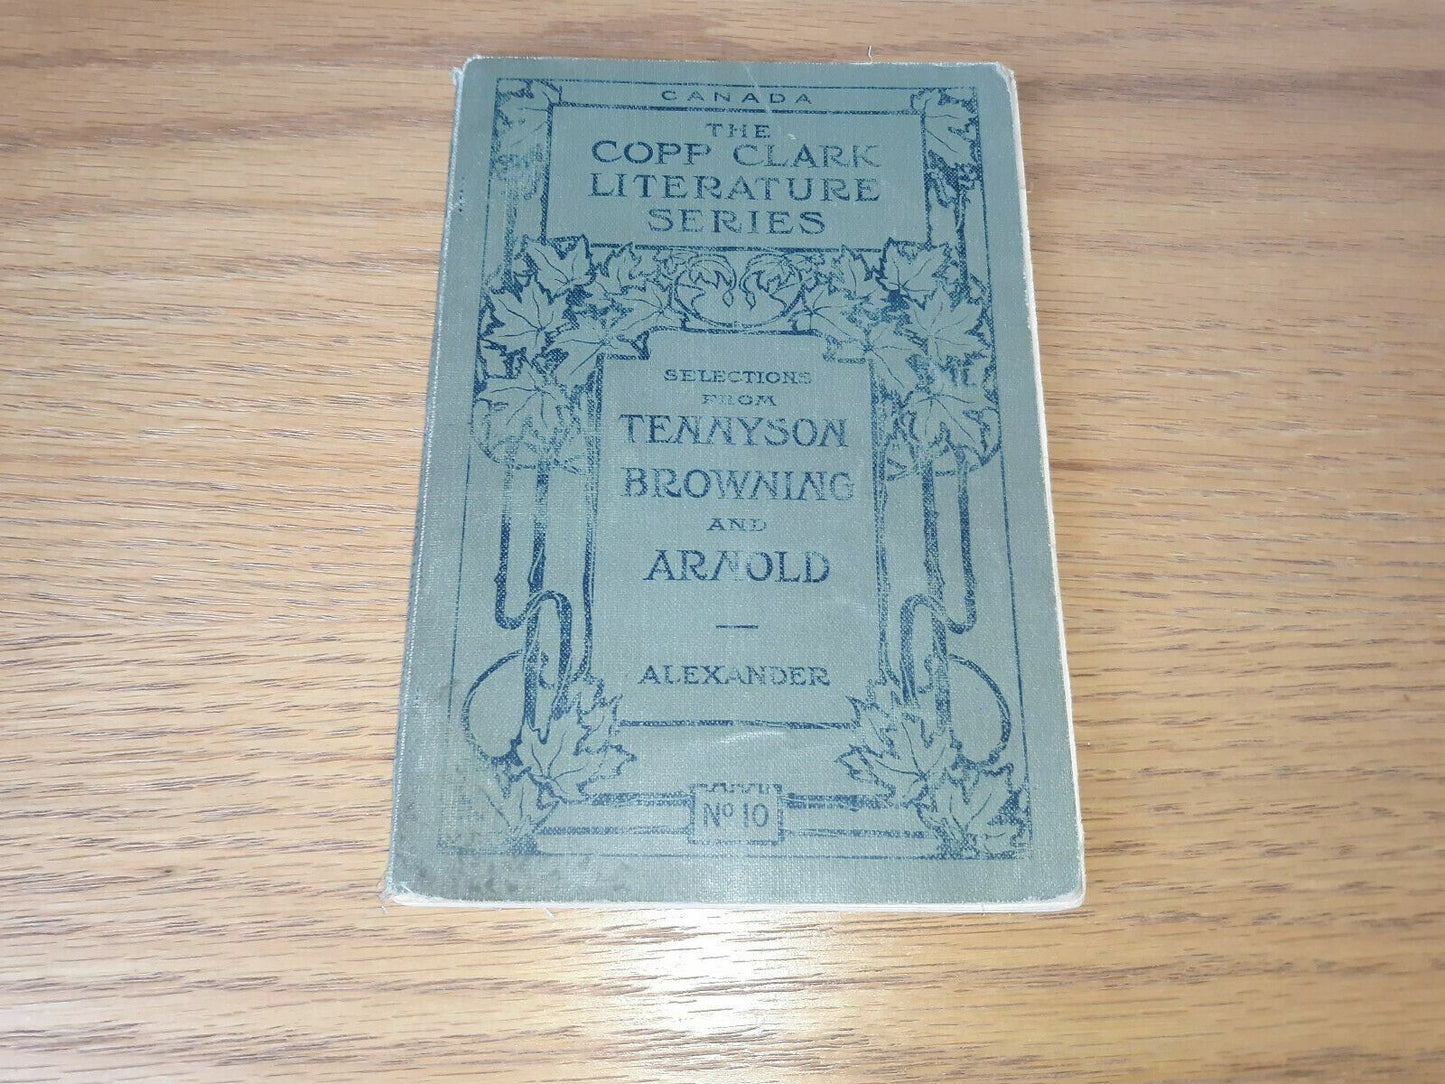 CANADA
THE
COPP CLARK
LITERATURE
SERIES
SELECTIONS
FROM
TENNYSON
BROWNING
AND
ARNOLD
ALEXANDER
Nº 10